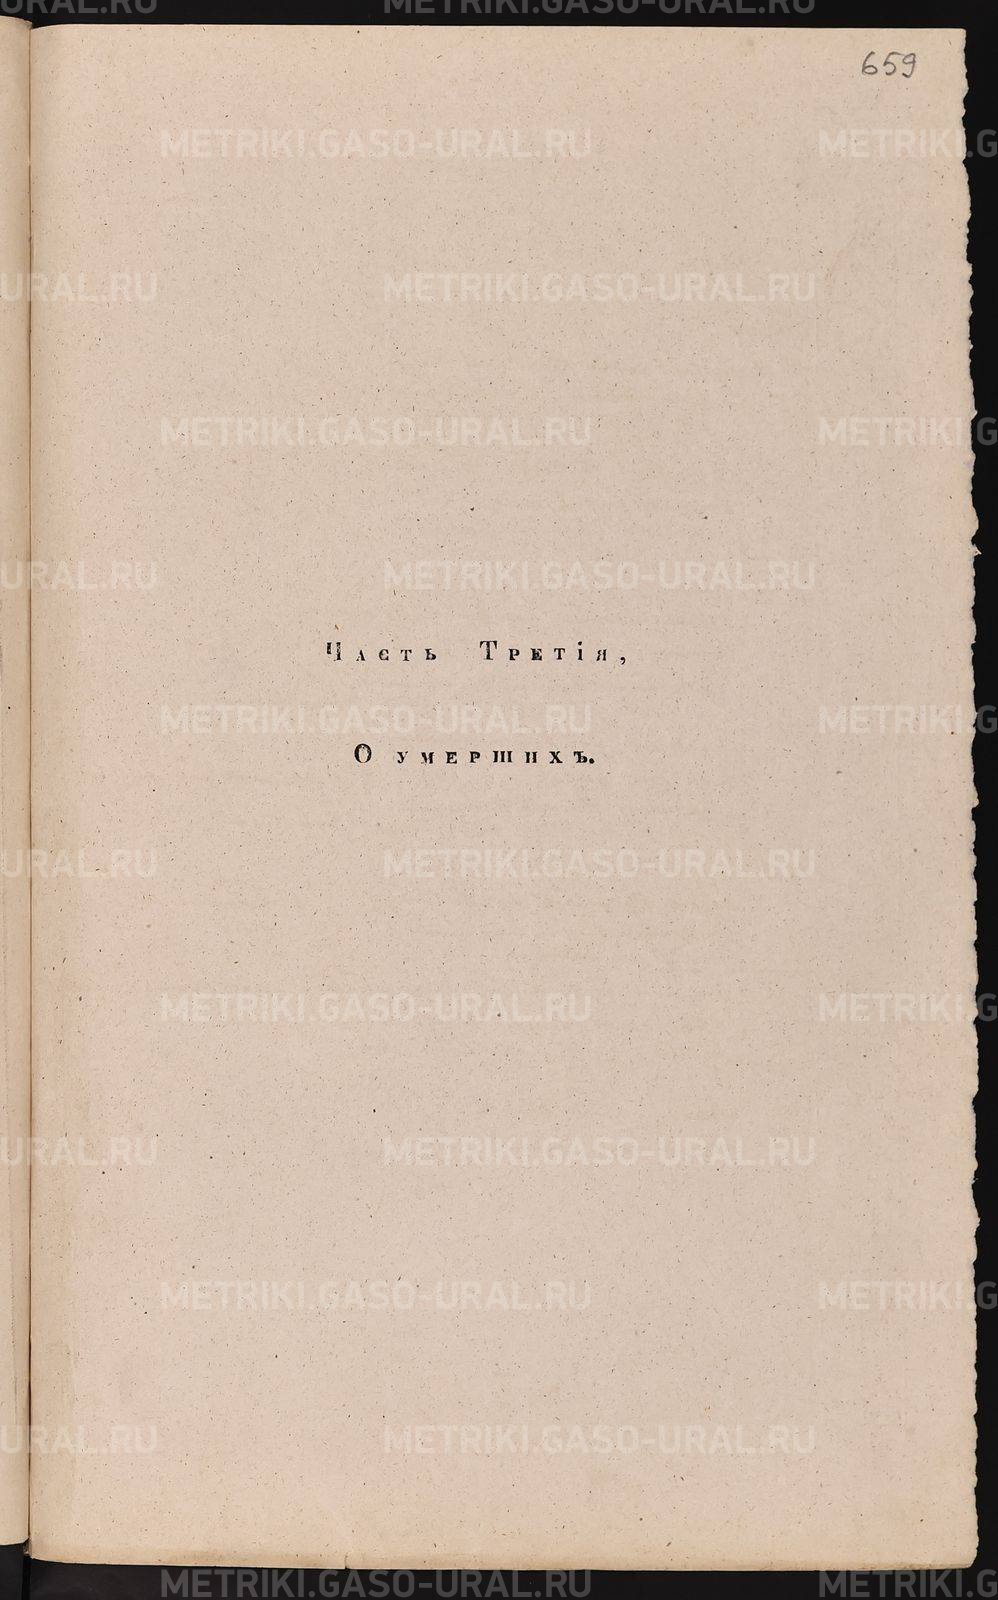 659
Часть Третія,
О умершихъ.